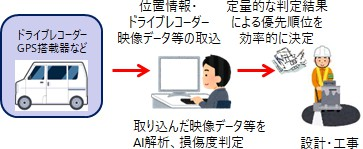 ドライブレコーダー
GPS搭載器など
位置情報・
ドライブレコーダー
映像データ等の取込
取り込んだ映像データ等を
AI解析、損傷度判定
定量的な判定結果
による優先順位を
効率的に決定
設計・工事